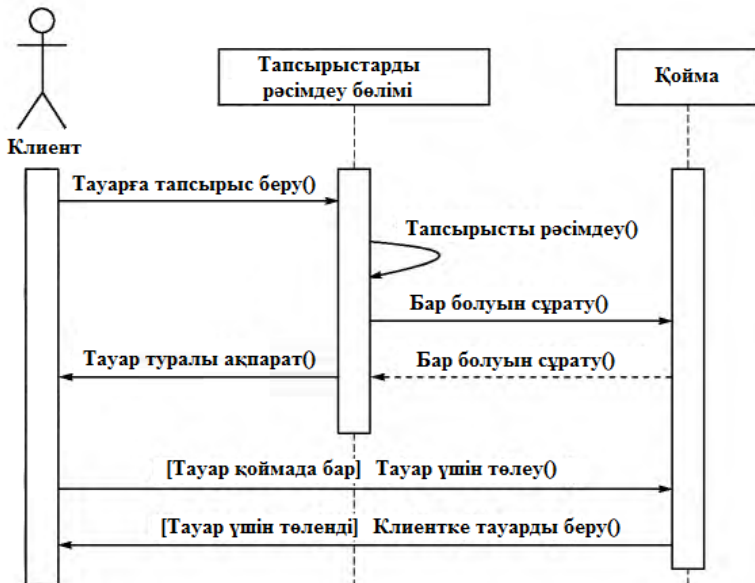 Тапсырыстарды
рәсімдеу бөлімі
Қойма
Клиент
Тауарға тапсырыс беру()
Тапсырысты рәсімдеу()
Бар болуын сұрату()
Тауар туралы ақпарат()
Бар болуын сұрату()
[Тауар қоймада бар] Тауар үшін төлеу()
[Тауар үшін төленді] Клиентке тауарды беру()